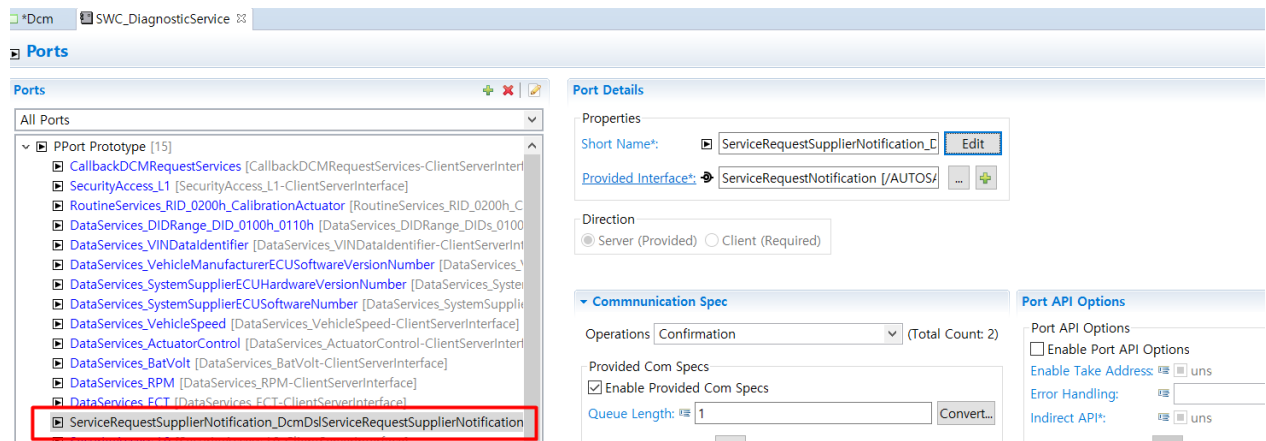 *Dcm SWC_DiagnosticService
Ports
Ports
All Ports
PPort Prototype [15]
CallbackDCMRequestServices [CallbackDCMRequestServices-ClientServerInterf
SecurityAccess_L1 [SecurityAccess_L1-ClientServerInterface]
RoutineServices_RID_0200h_CalibrationActuator [RoutineServices_RID_0200h_C
DataServices_DIDRange_DID_0100h_0110h [DataServices_DIDRange_DIDs_0100
DataServices_VINDataIdentifier [DataServices_VINDataIdentifier-ClientServerInt
DataServices_VehicleManufacturerECUSoftwareVersionNumber [DataServices_
DataServices_SystemSupplierECUHardwareVersionNumber [DataServices_Syste
DataServices_SystemSupplierECUSoftwareNumber [DataServices_SystemSupplie
DataServices_VehicleSpeed [DataServices_VehicleSpeed-ClientServerInterface]
DataServices_ActuatorControl [DataServices_ActuatorControl-ClientServerInterf
DataServices_BatVolt [DataServices_BatVolt-ClientServerInterface]
DataServices_RPM [DataServices_RPM-ClientServerInterface]
DataServices_ECT [DataServices_ECT-ClientServerInterface]
ServiceRequestSupplierNotification_DcmDslServiceRequestSupplierNotification
Port Details
Properties
Short Name*: ServiceRequestSupplierNotification_D Edit
Provided Interface*: ServiceRequestNotification [/AUTOSA ...
Direction
Server (Provided) Client (Required)
Commnunication Spec
Operations Confirmation (Total Count: 2)
Provided Com Specs
Enable Provided Com Specs
Queue Length: 1 Convert...
Port API Options
Port API Options
Enable Port API Options
Enable Take Address: uns
Error Handling:
Indirect API*: uns